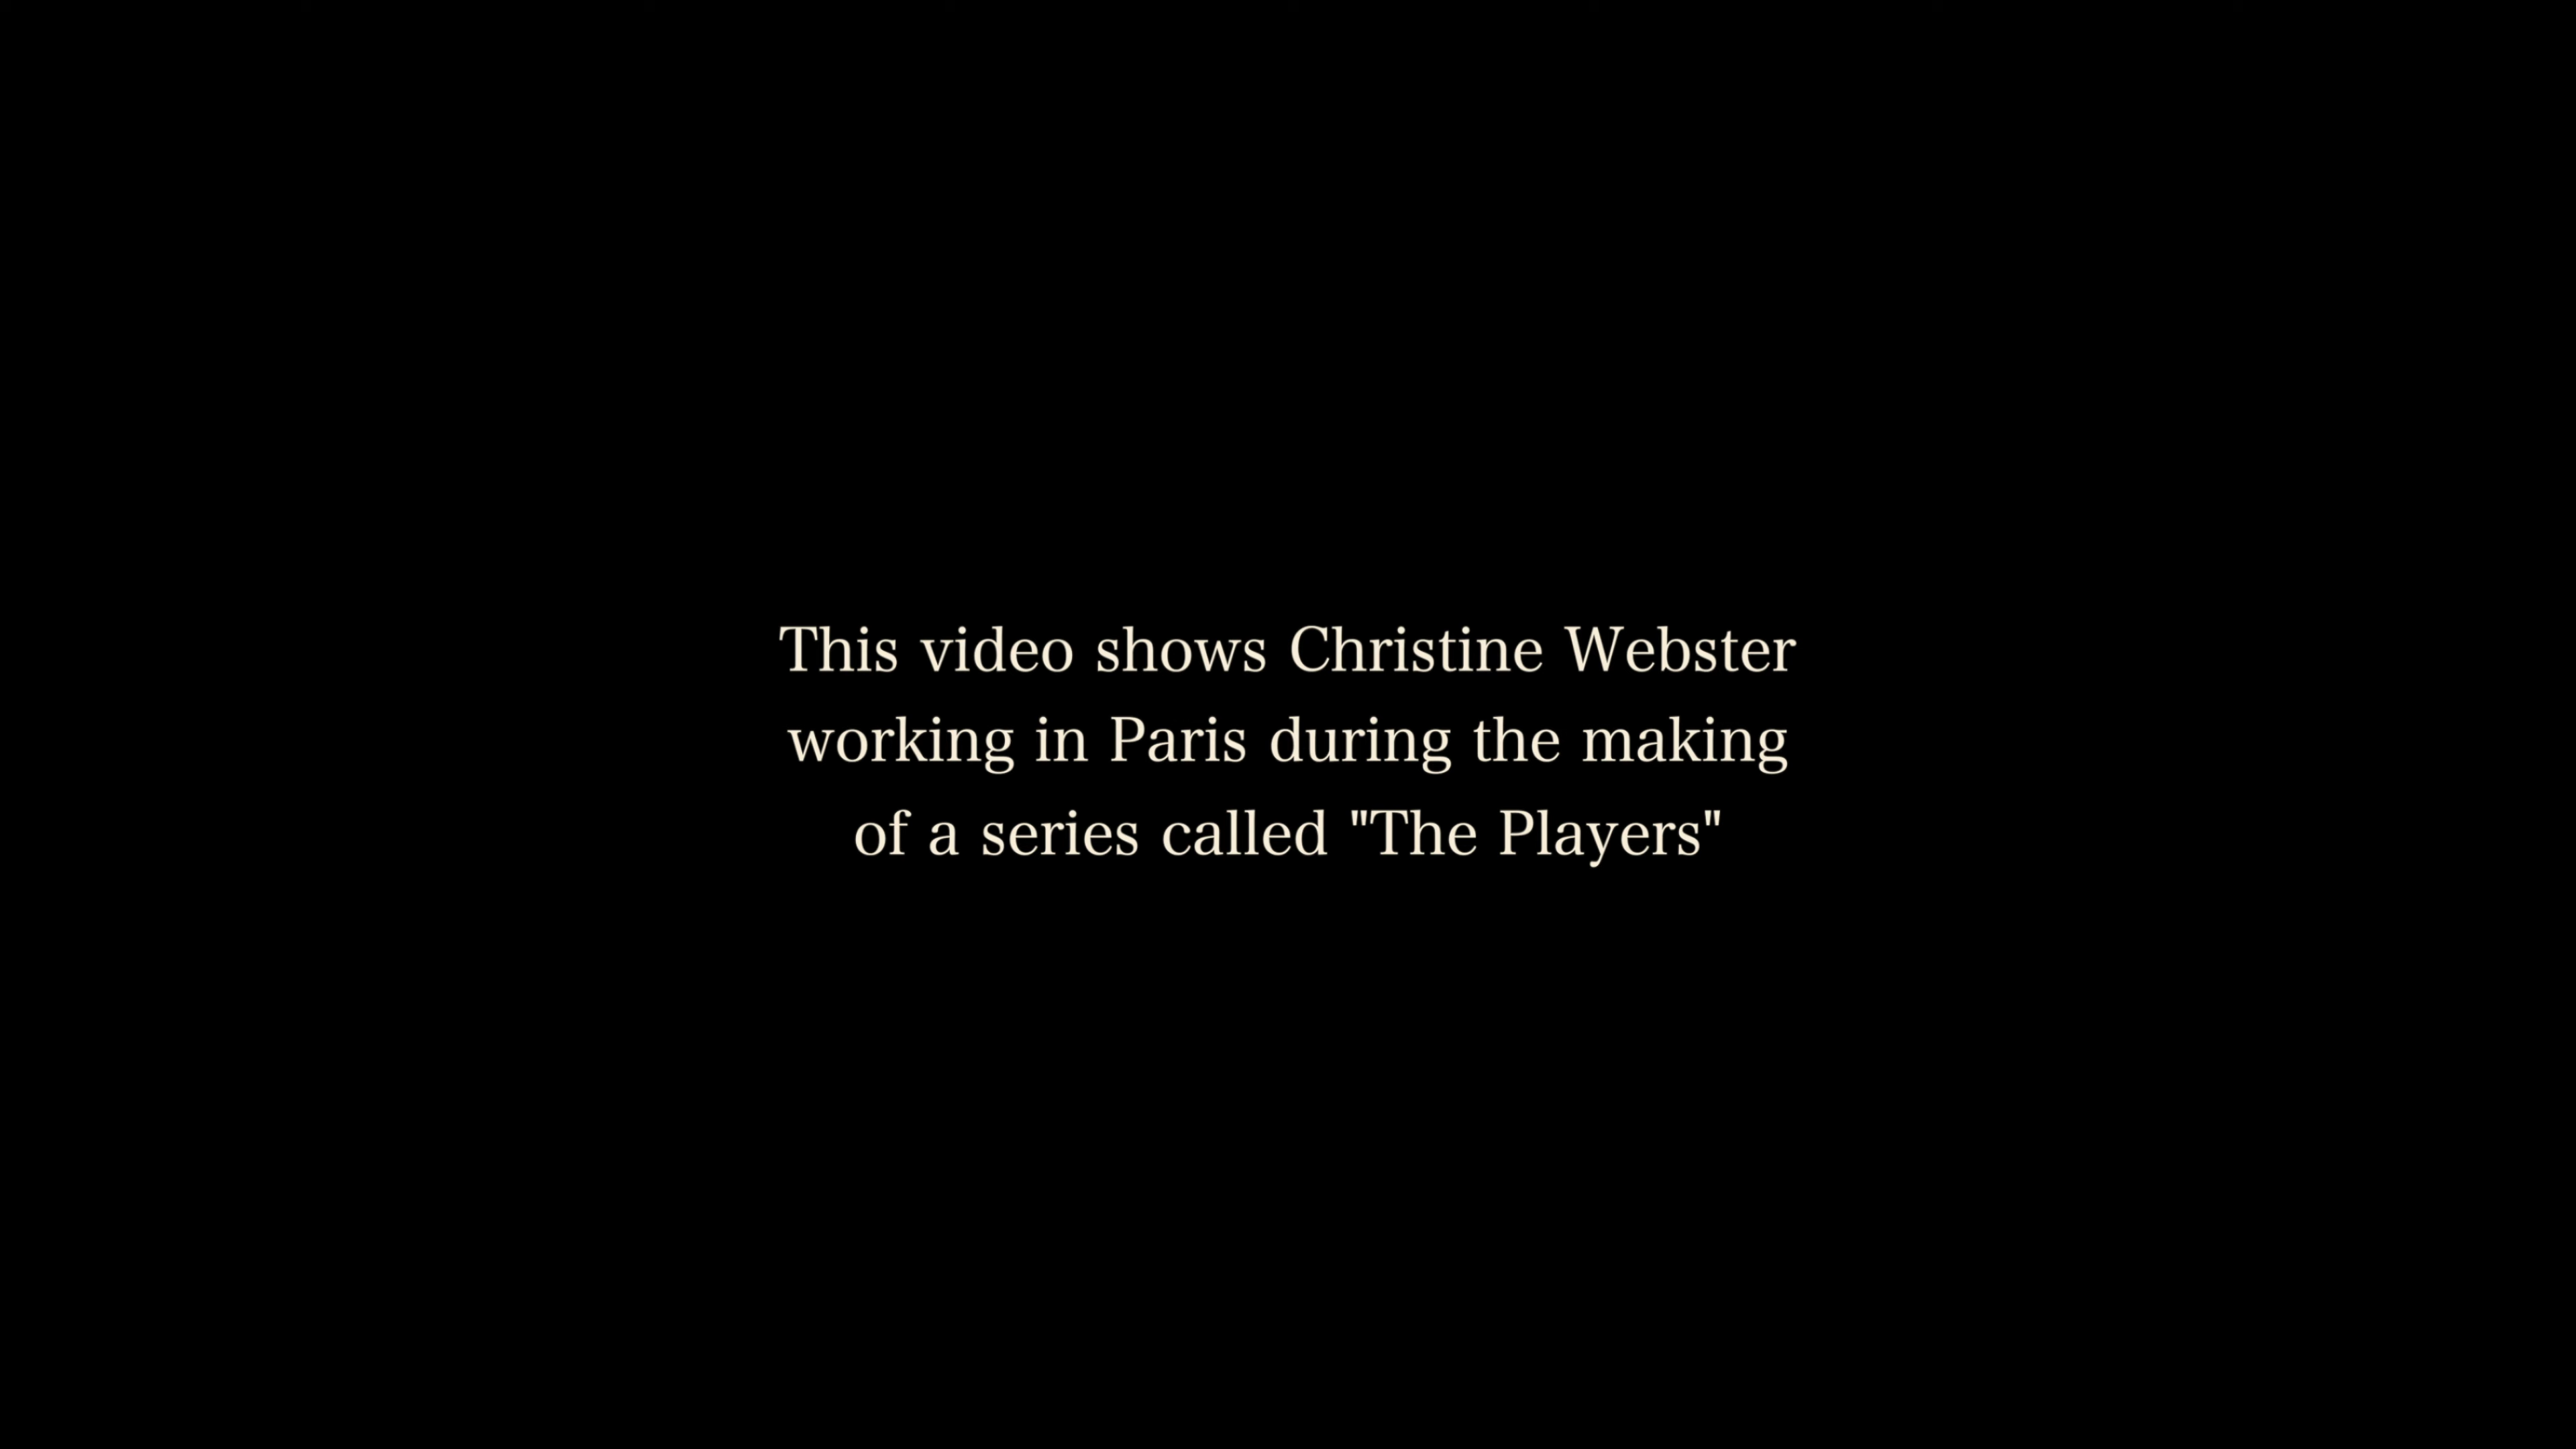 This video shows Christine Webster
working in Paris during the making
of a series called "The Players"